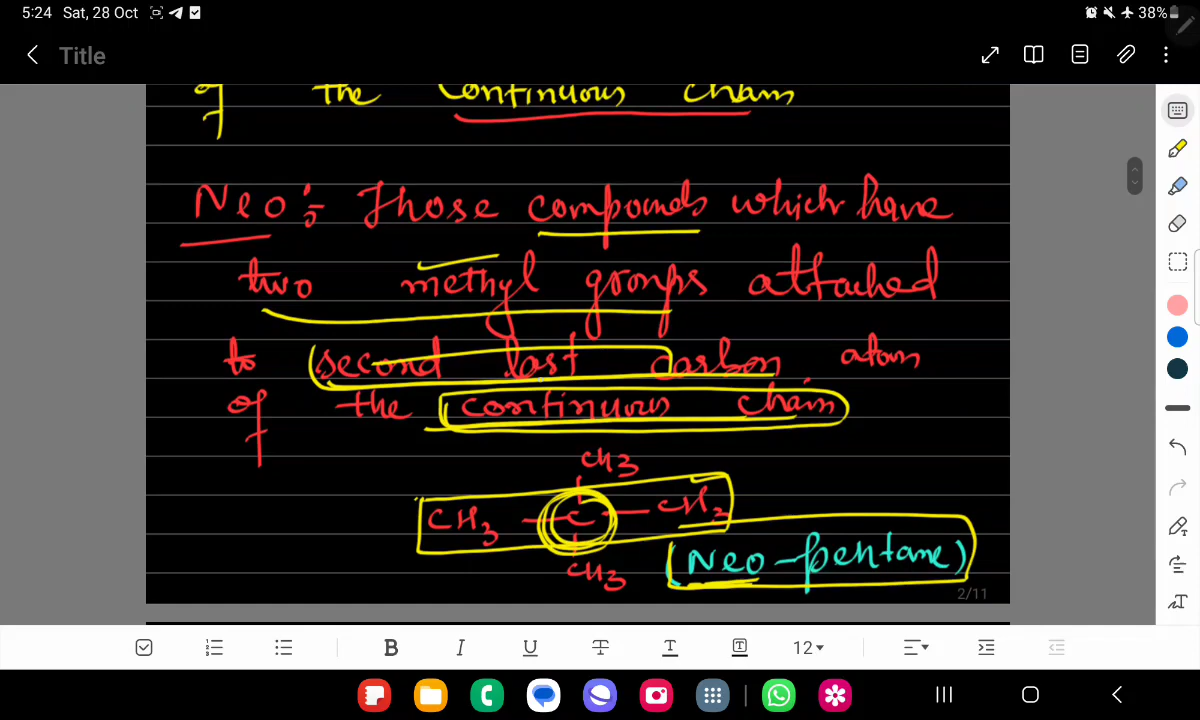 5:24 Sat, 28 Oct 38%
Title
of the Continuous chain
Neo:- Those compounds which have
two methyl groups attached
to second last carbon atom
of the continuous chain
CH3
CH3 - C - CH3
CH3
(Neo-pentane)
2/11
B I U T T T 12